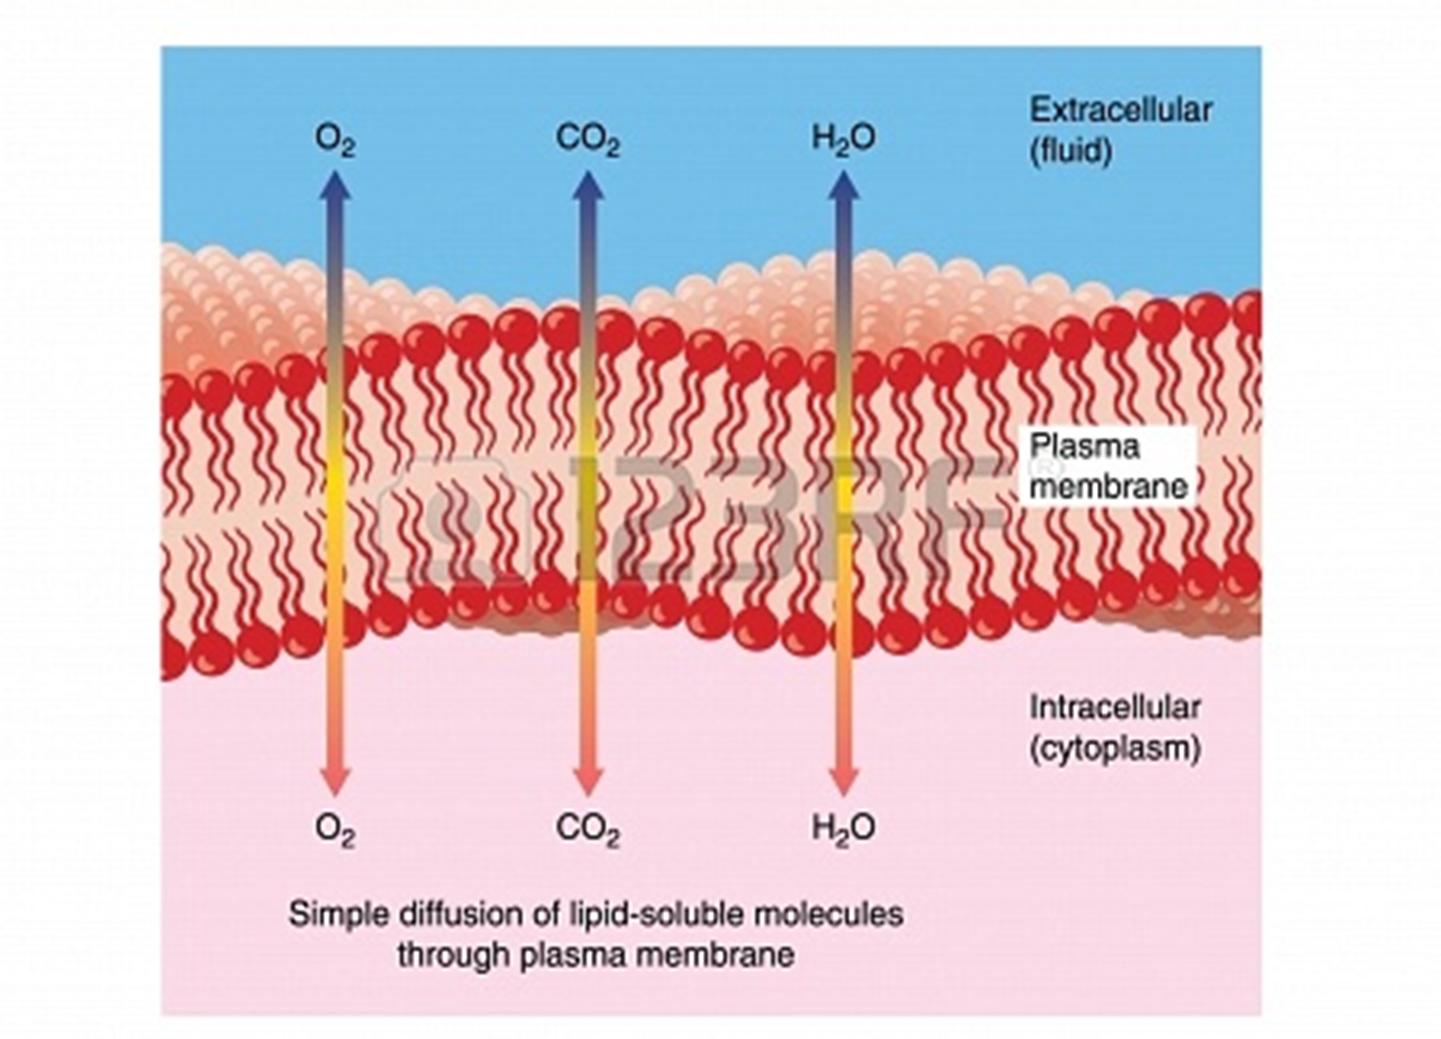 O₂ CO₂ H₂O
Extracellular
(fluid)
Plasma
membrane
123RF®
Intracellular
(cytoplasm)
O₂ CO₂ H₂O
Simple diffusion of lipid-soluble molecules
through plasma membrane